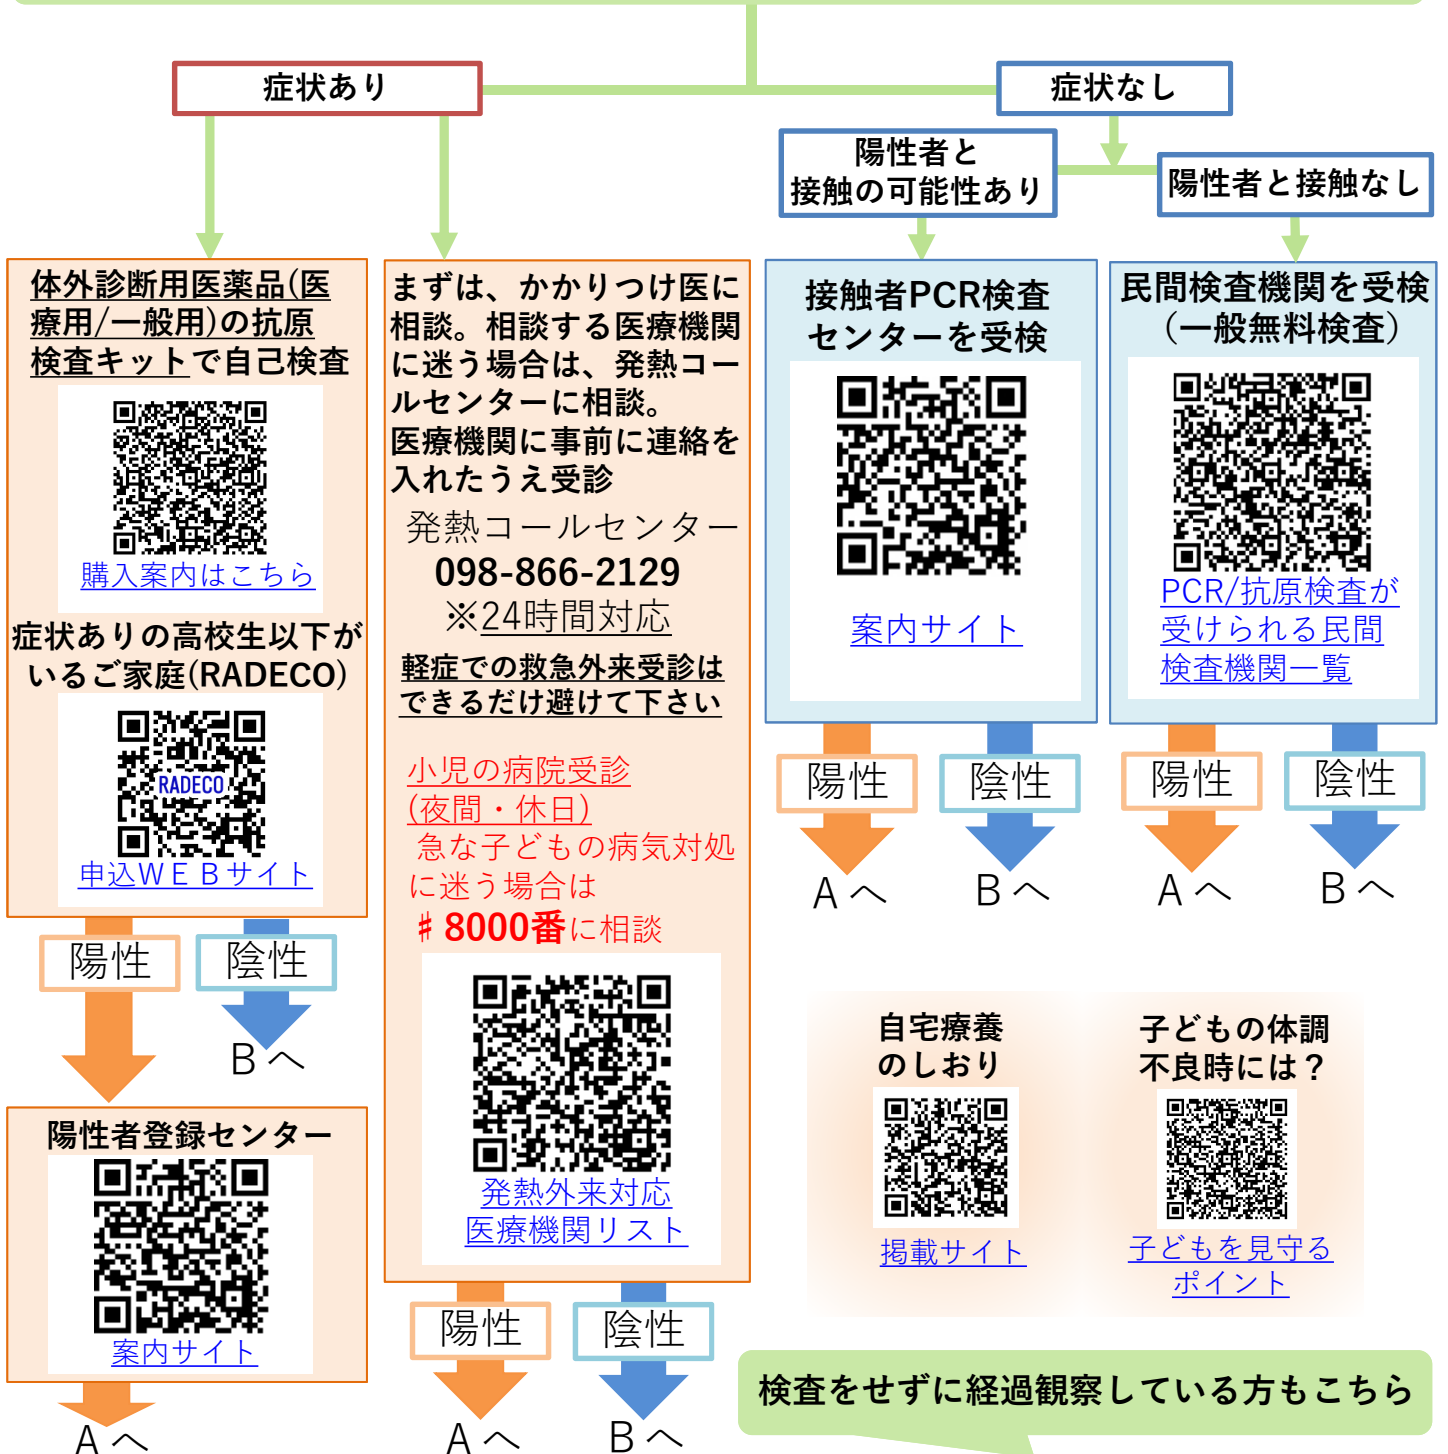 症状あり
症状なし
陽性者と
接触の可能性あり
陽性者と接触なし
体外診断用医薬品(医
療用/一般用)の抗原
検査キットで自己検査
購入案内はこちら
症状ありの高校生以下が
いるご家庭(RADECO)
RADECO
申込ＷＥＢサイト
陽性
陰性
Bへ
陽性者登録センター
案内サイト
Aへ
まずは、かかりつけ医に
相談。相談する医療機関
に迷う場合は、発熱コー
ルセンターに相談。
医療機関に事前に連絡を
入れたうえ受診
発熱コールセンター
098-866-2129
※24時間対応
軽症での救急外来受診は
できるだけ避けて下さい
小児の病院受診
(夜間・休日)
急な子どもの病気対処
に迷う場合は
♯8000番に相談
発熱外来対応
医療機関リスト
陽性
陰性
Aへ
Bへ
接触者PCR検査
センターを受検
案内サイト
陽性
陰性
Aへ
Bへ
民間検査機関を受検
(一般無料検査)
PCR/抗原検査が
受けられる民間
検査機関一覧
陽性
陰性
Aへ
Bへ
自宅療養
のしおり
掲載サイト
子どもの体調
不良時には？
子どもを見守る
ポイント
検査をせずに経過観察している方もこちら